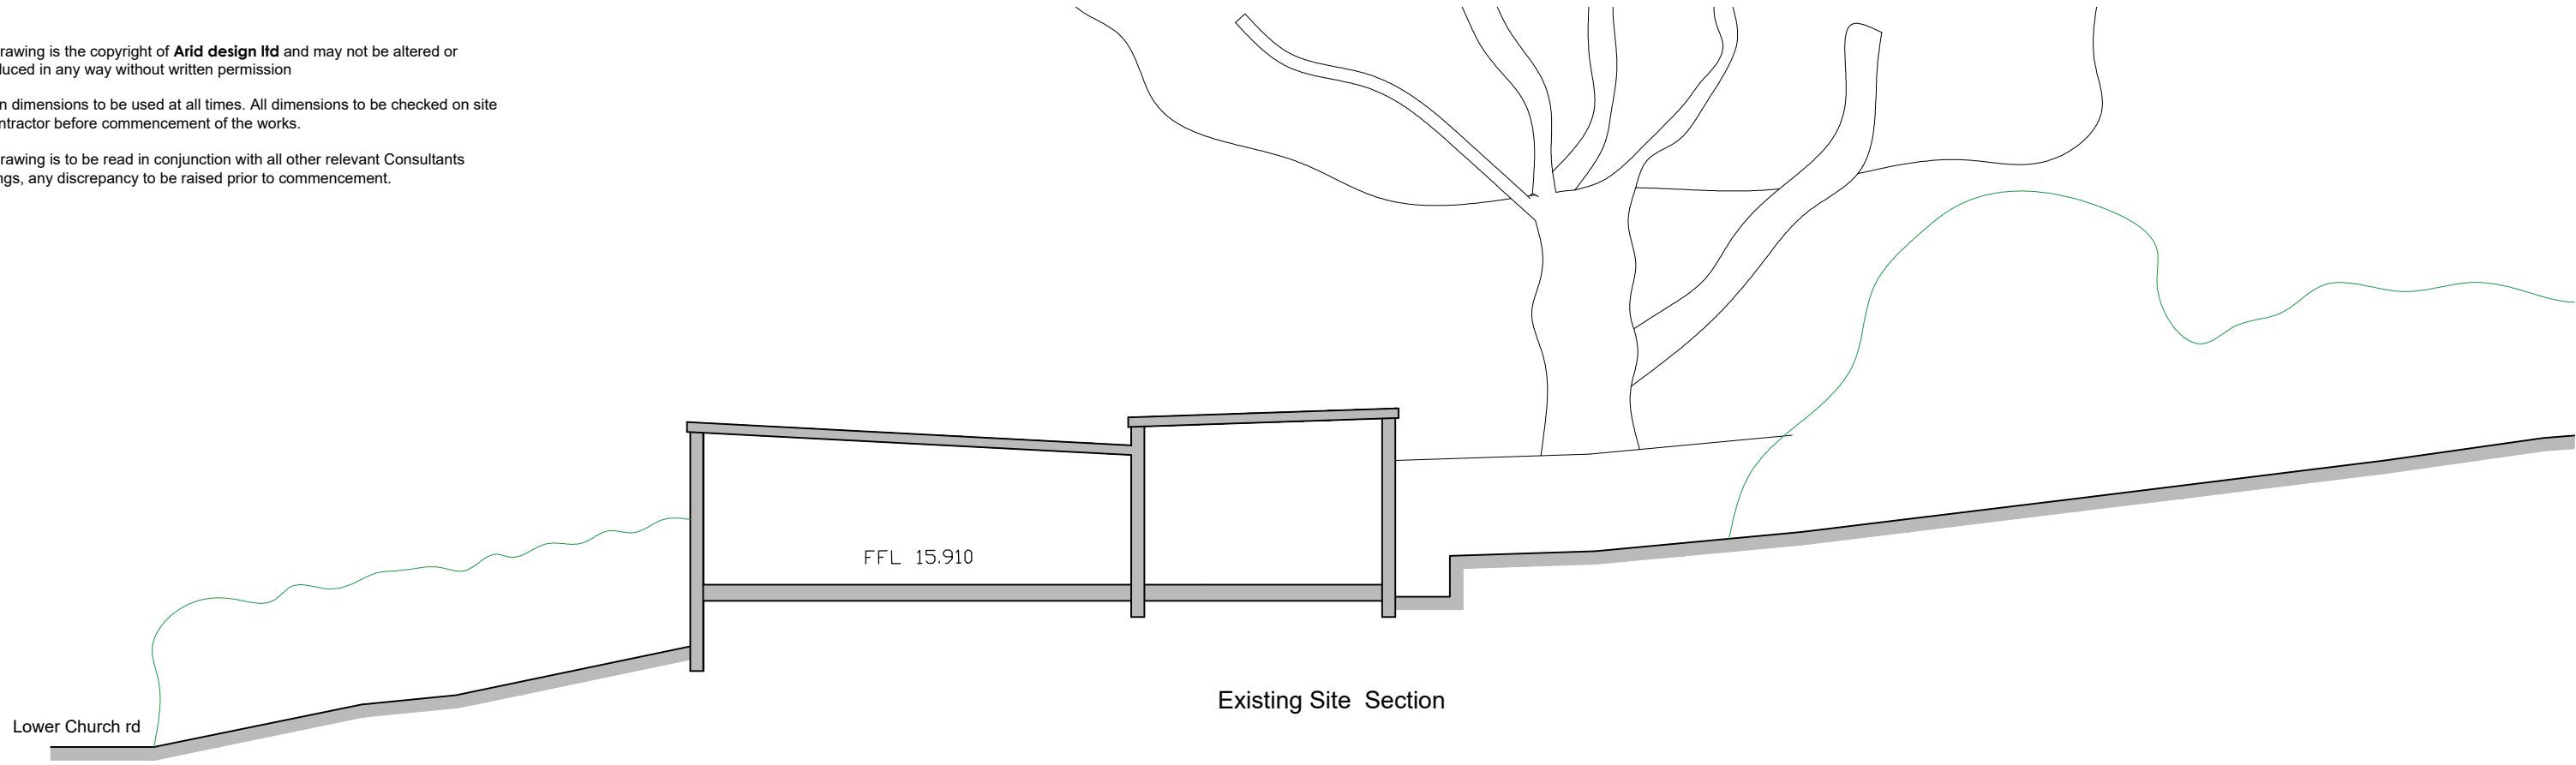 rawing is the copyright of Arid design ltd and may not be altered or
luced in any way without written permission
n dimensions to be used at all times. All dimensions to be checked on site
ntractor before commencement of the works.
rawing is to be read in conjunction with all other relevant Consultants
ngs, any discrepancy to be raised prior to commencement.
FFL 15.910
Existing Site Section
Lower Church rd